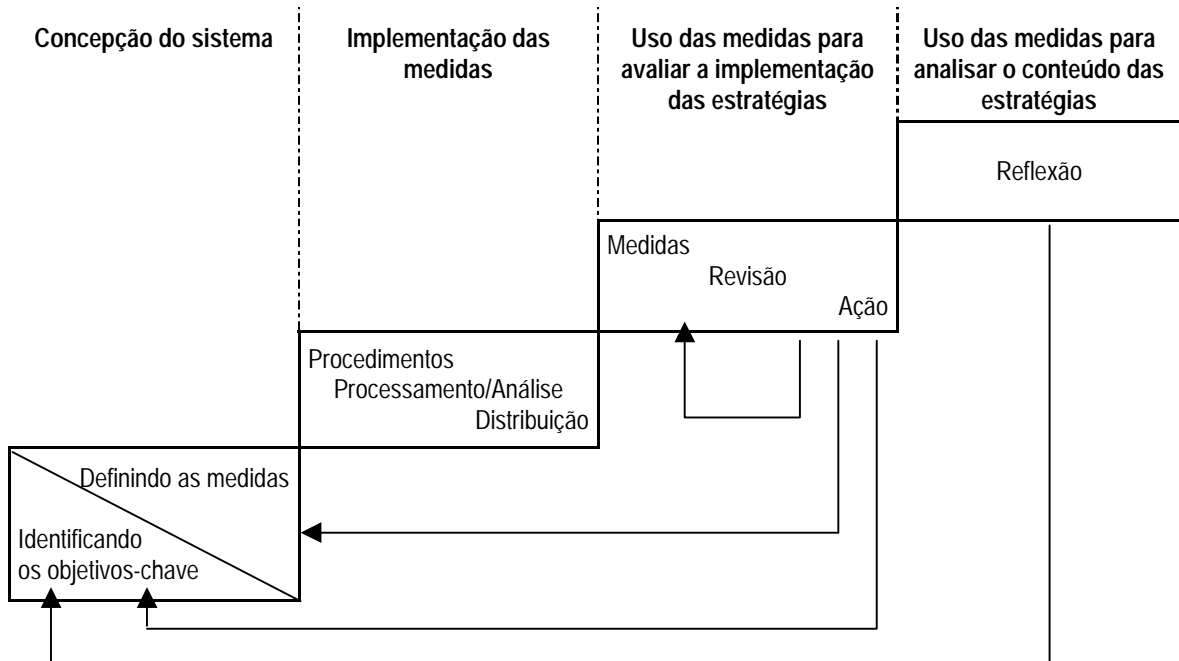 Concepção do sistema
Implementação das
medidas
Uso das medidas para
avaliar a implementação
das estratégias
Uso das medidas para
analisar o conteúdo das
estratégias
Reflexão
Medidas
Revisão
Ação
Procedimentos
Processamento/Análise
Distribuição
Definindo as medidas
Identificando
os objetivos-chave